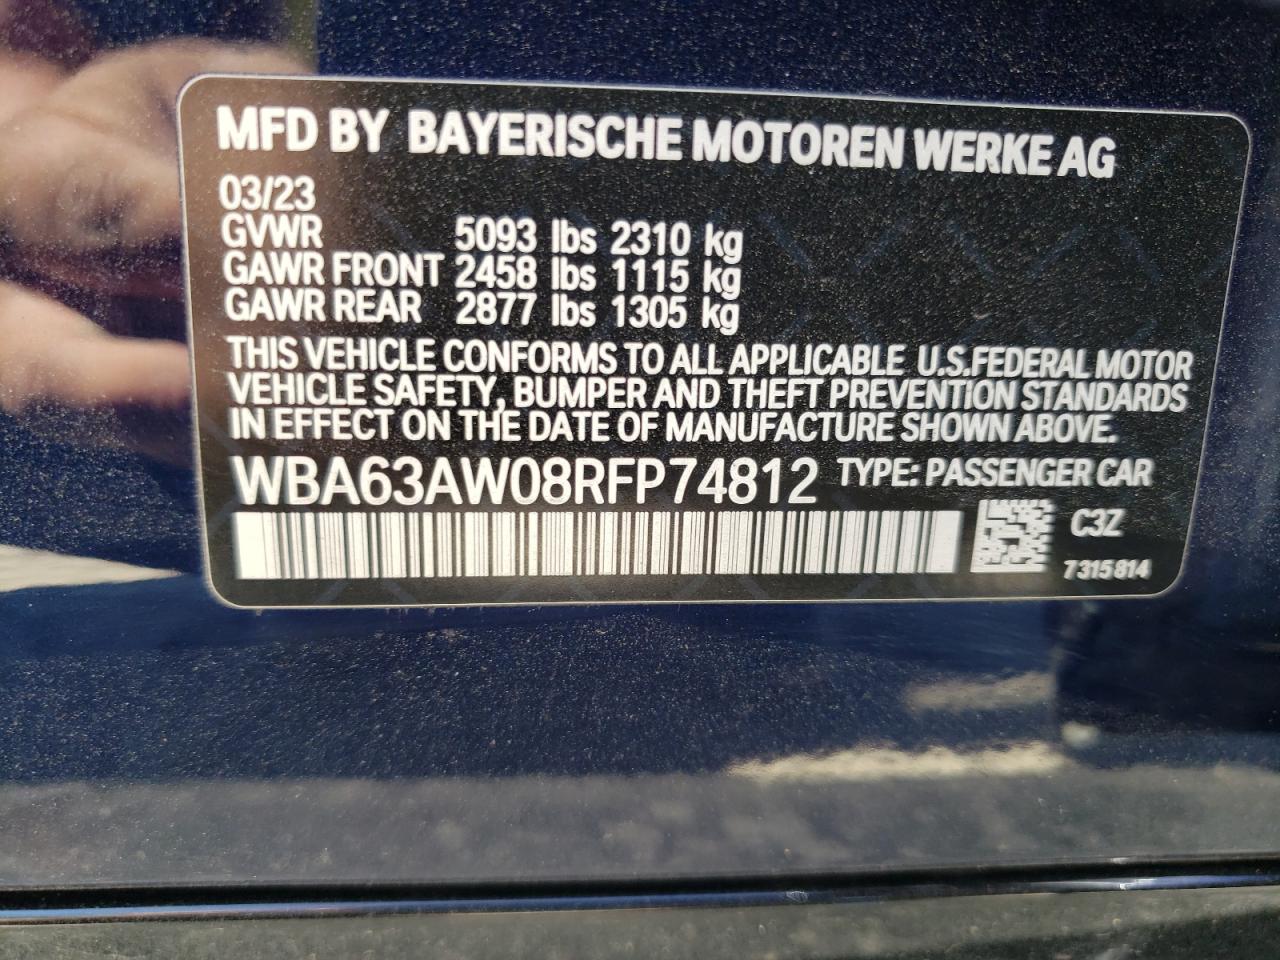 MFD BY BAYERISCHE MOTOREN WERKE AG
03/23
GVWR 5093 lbs 2310 kg
GAWR FRONT 2458 lbs 1115 kg
GAWR REAR 2877 lbs 1305 kg
THIS VEHICLE CONFORMS TO ALL APPLICABLE U.S.FEDERAL MOTOR
VEHICLE SAFETY, BUMPER AND THEFT PREVENTION STANDARDS
IN EFFECT ON THE DATE OF MANUFACTURE SHOWN ABOVE.
WBA63AW08RFP74812 TYPE: PASSENGER CAR
C3Z
7315814